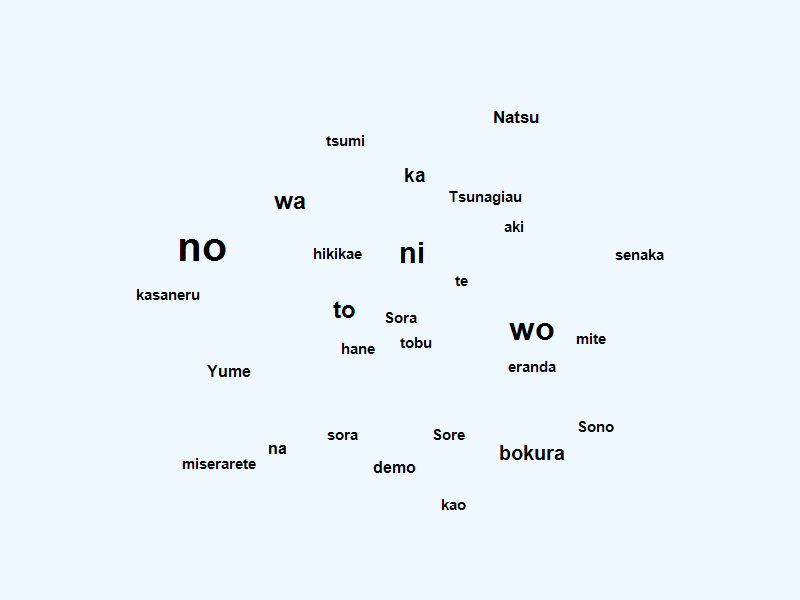 Natsu
tsumi
ka
Tsunagiau
wa
aki
no
hikikae
ni
senaka
te
kasaneru
to
Sora
wo
mite
hane
tobu
eranda
Yume
Sono
sora
Sore
na
bokura
miserarete
demo
kao